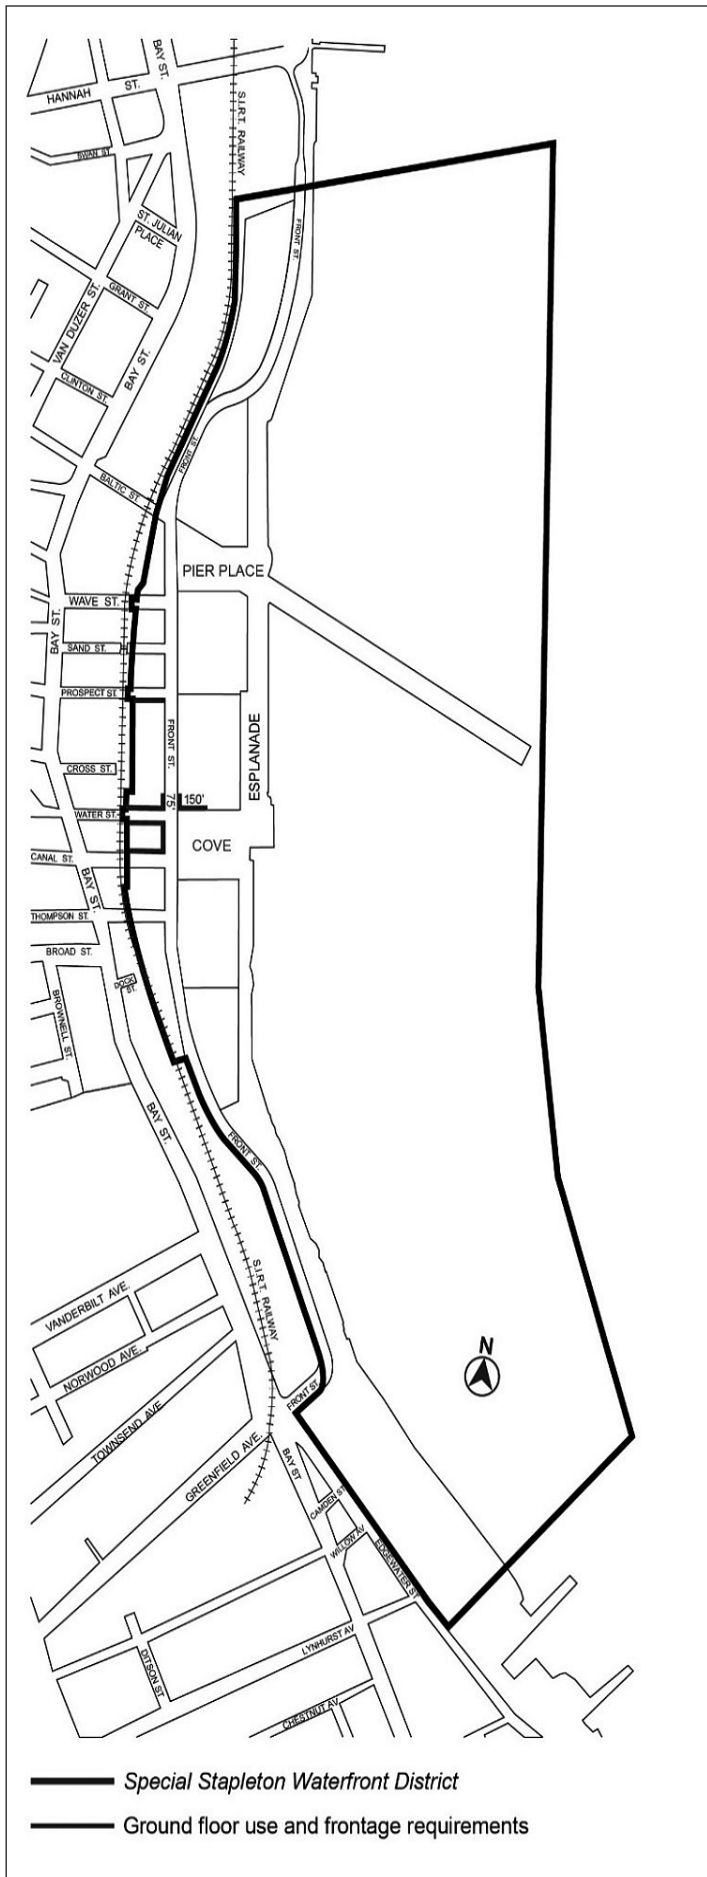 BAY ST.
HANNAH ST.
S.I.R.T. RAILWAY
SWAN ST.
ST. JULIAN
PLACE
FRONT ST.
GRANT ST.
VAN DUZER ST.
BAY ST.
CLINTON ST.
FRONT ST.
BALTIC ST.
PIER PLACE
WAVE ST.
BAY ST.
SAND ST.
PROSPECT ST.
FRONT ST.
ESPLANADE
CROSS ST.
75'
150'
WATER ST.
COVE
CANAL ST.
BAY ST.
THOMPSON ST.
BROAD ST.
DOCK
ST.
BROWNELL ST.
BAY ST.
FRONT ST.
S.I.R.T. RAILWAY
VANDERBILT AVE.
N
NORWOOD AVE.
FRONT ST.
TOWNSEND AVE.
GREENFIELD AVE.
BAY ST
CAMDEN ST
WILLOW AV
EDGEWATER ST
LYNHURST AV
DITSON ST
CHESTNUT AV
Special Stapleton Waterfront District
Ground floor use and frontage requirements